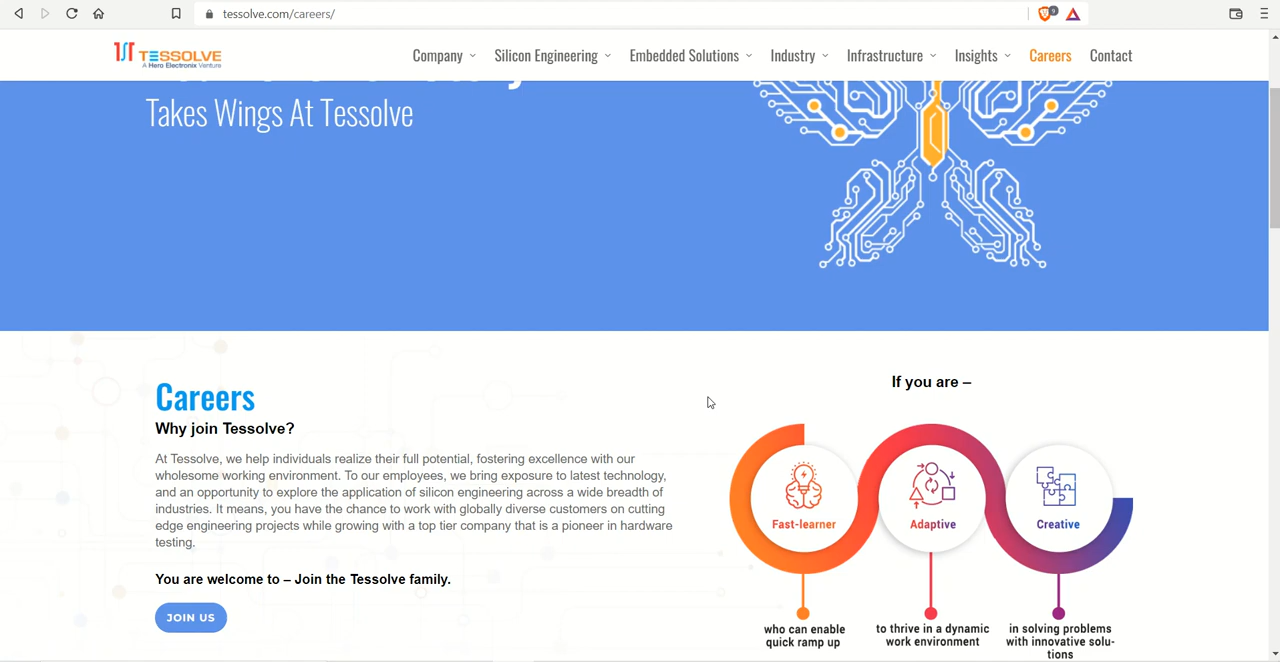 tessolve.com/careers/
9
TESSOLVE
A Hero Electronix Venture
Company
Silicon Engineering
Embedded Solutions
Industry
Infrastructure
Insights
Careers
Contact
Takes Wings At Tessolve
Careers
Why join Tessolve?
At Tessolve, we help individuals realize their full potential, fostering excellence with our
wholesome working environment. To our employees, we bring exposure to latest technology,
and an opportunity to explore the application of silicon engineering across a wide breadth of
industries. It means, you have the chance to work with globally diverse customers on cutting
edge engineering projects while growing with a top tier company that is a pioneer in hardware
testing.
You are welcome to – Join the Tessolve family.
JOIN US
If you are –
Fast-learner
who can enable
quick ramp up
Adaptive
to thrive in a dynamic
work environment
Creative
in solving problems
with innovative solu-
tions